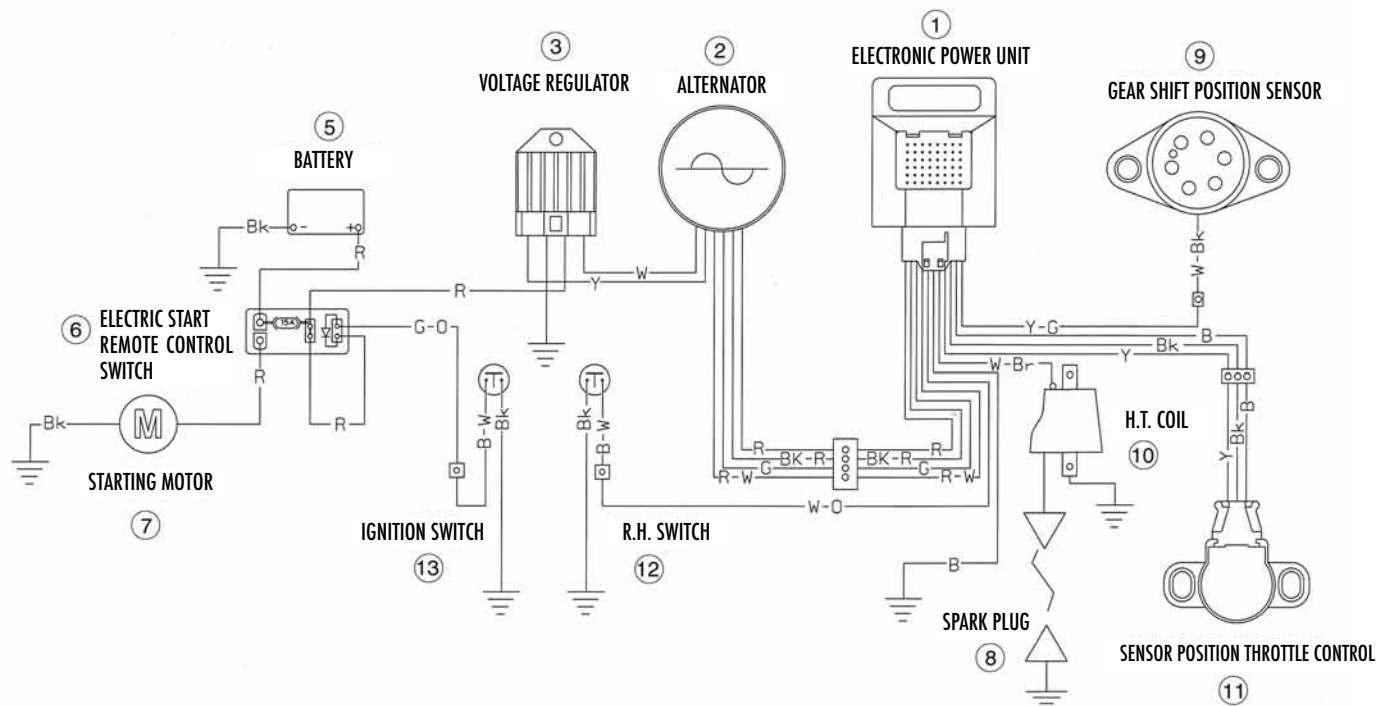 1
ELECTRONIC POWER UNIT
2
ALTERNATOR
3
VOLTAGE REGULATOR
9
GEAR SHIFT POSITION SENSOR
5
BATTERY
- +
Bk
R
W
Y
R
W-Bk
6
ELECTRIC START
REMOTE CONTROL
SWITCH
15A
G-O
R
R
Bk
M
STARTING MOTOR
7
B-W
Bk
Bk
B-W
IGNITION SWITCH
13
R.H. SWITCH
12
R
BK-R
G
R-W
R
BK-R
G
R-W
W-O
B
Y-G
B
Bk
Y
W-Br
H.T. COIL
10
Y
Bk
B
SPARK PLUG
8
SENSOR POSITION THROTTLE CONTROL
11